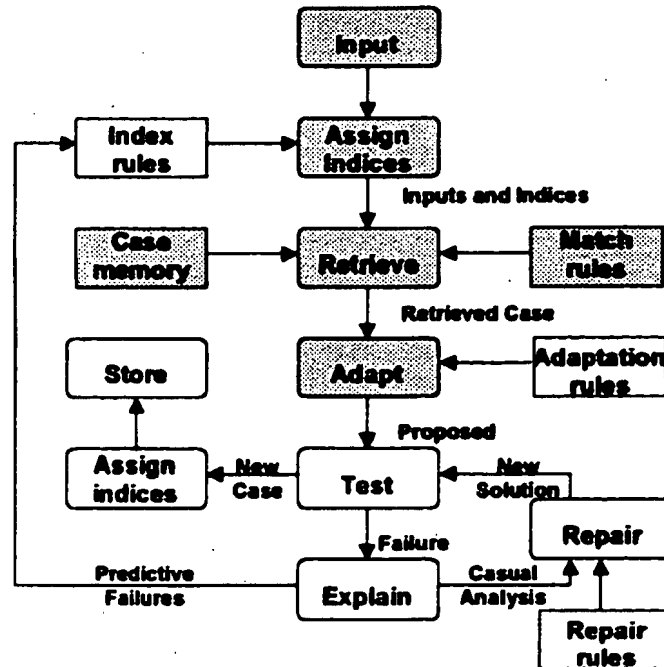 Input
Index
rules
Assign
Indices
Inputs and Indices
Case
memory
Retrieve
Match
rules
Retrieved Case
Store
Adapt
Adaptation
rules
Proposed
Assign
indices
New
Case
Test
New
Solution
Repair
Failure
Predictive
Failures
Explain
Casual
Analysis
Repair
rules